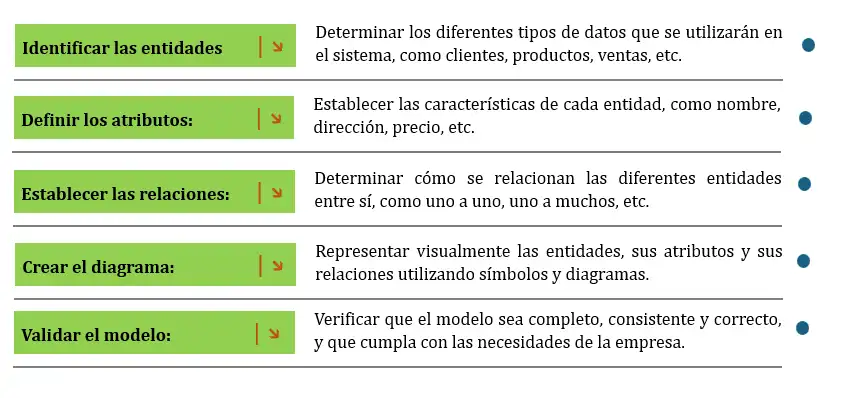 Identificar las entidades
Determinar los diferentes tipos de datos que se utilizarán en
el sistema, como clientes, productos, ventas, etc.
Definir los atributos:
Establecer las características de cada entidad, como nombre,
dirección, precio, etc.
Establecer las relaciones:
Determinar cómo se relacionan las diferentes entidades
entre sí, como uno a uno, uno a muchos, etc.
Crear el diagrama:
Representar visualmente las entidades, sus atributos y sus
relaciones utilizando símbolos y diagramas.
Validar el modelo:
Verificar que el modelo sea completo, consistente y correcto,
y que cumpla con las necesidades de la empresa.